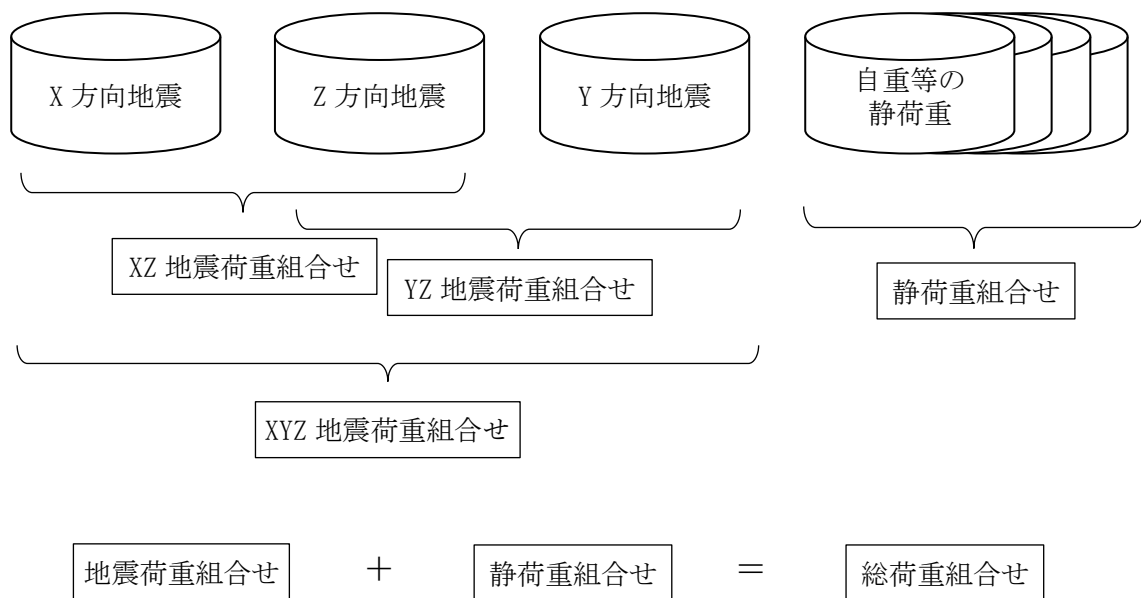 X 方向地震
Z 方向地震
Y 方向地震
自重等の
静荷重
XZ 地震荷重組合せ
YZ 地震荷重組合せ
静荷重組合せ
XYZ 地震荷重組合せ
地震荷重組合せ + 静荷重組合せ = 総荷重組合せ